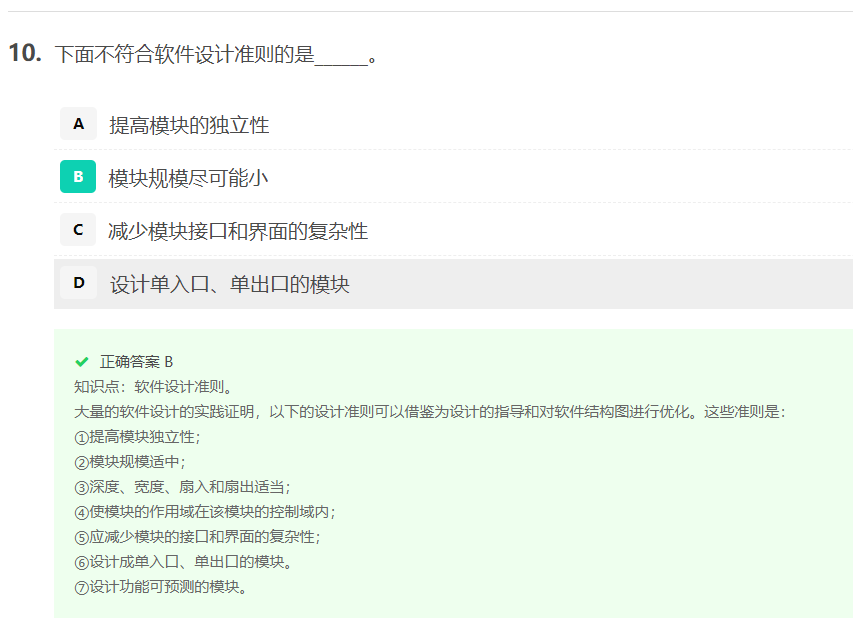 10. 下面不符合软件设计准则的是______。
A 提高模块的独立性
B 模块规模尽可能小
C 减少模块接口和界面的复杂性
D 设计单入口、单出口的模块
正确答案 B
知识点：软件设计准则。
大量的软件设计的实践证明，以下的设计准则可以借鉴为设计的指导和对软件结构图进行优化。这些准则是：
①提高模块独立性；
②模块规模适中；
③深度、宽度、扇入和扇出适当；
④使模块的作用域在该模块的控制域内；
⑤应减少模块的接口和界面的复杂性；
⑥设计成单入口、单出口的模块。
⑦设计功能可预测的模块。